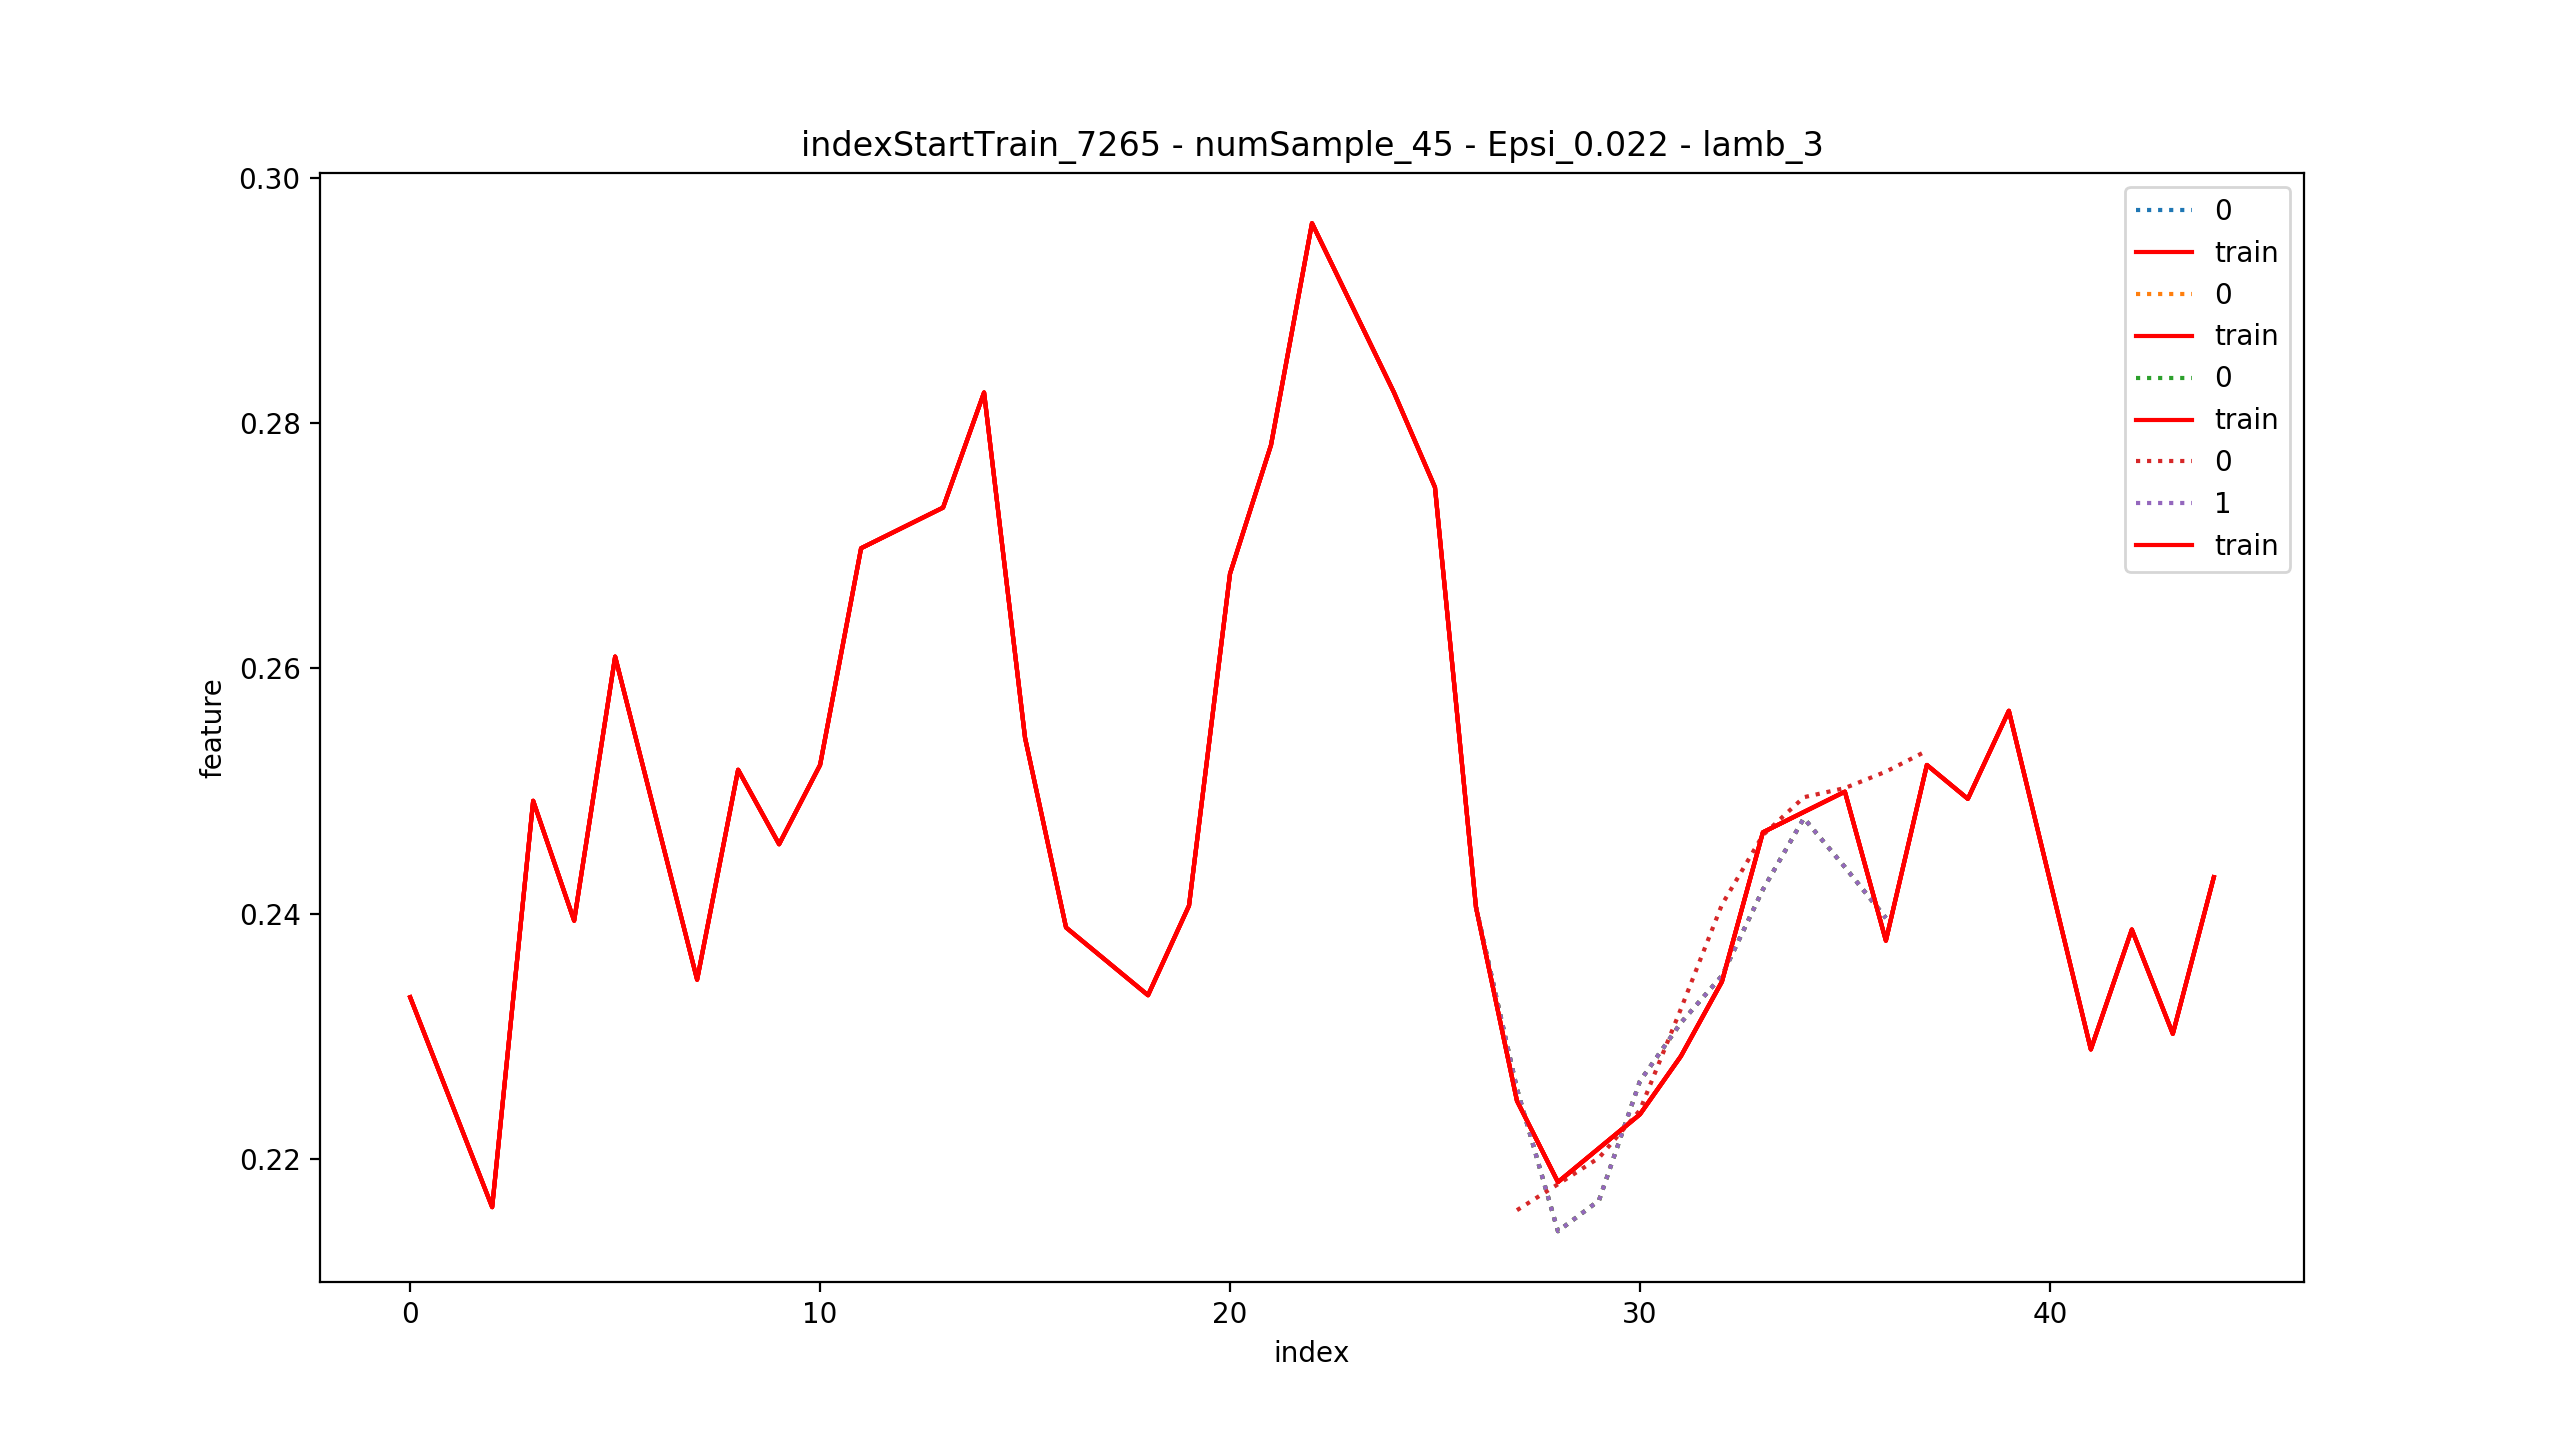 indexStartTrain_7265 - numSample_45 - Epsi_0.022 - lamb_3
0.30
0.28
0.26
0.24
0.22
feature
0
10
20
30
40
index
0
train
0
train
0
train
0
1
train